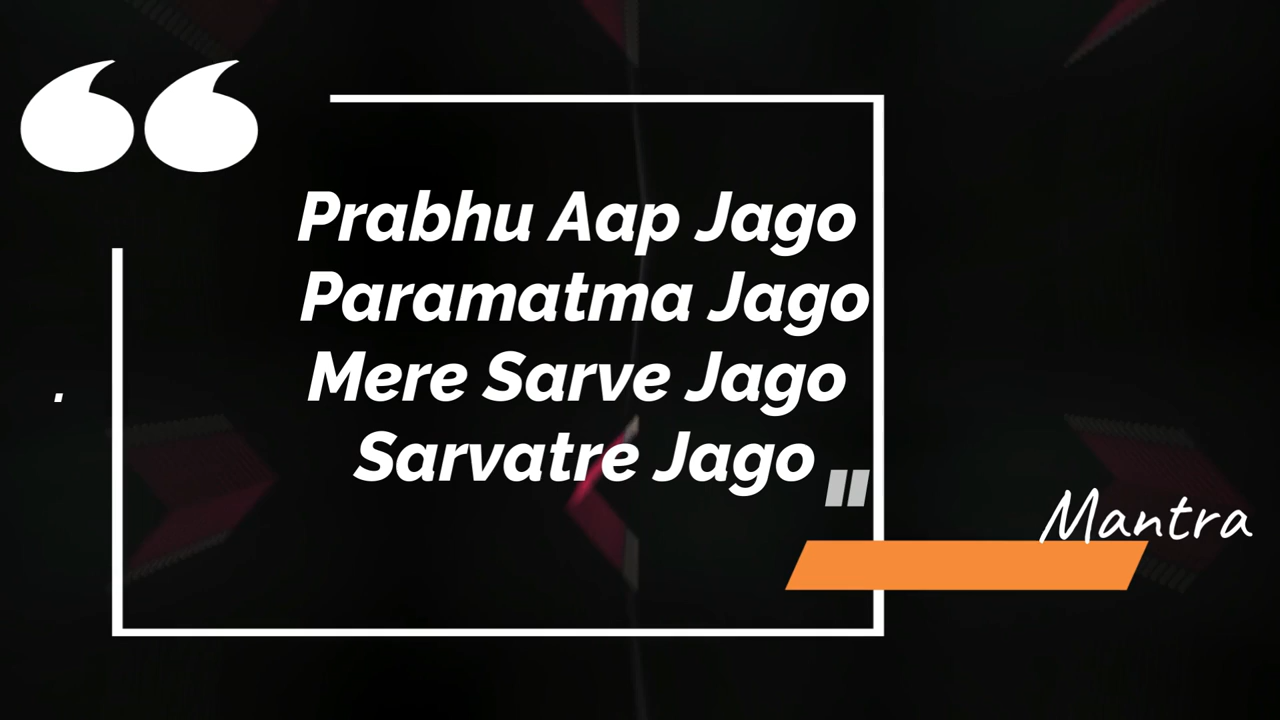 “
Prabhu Aap Jago
Paramatma Jago
Mere Sarve Jago
.
Sarvatre Jago
"
Mantra